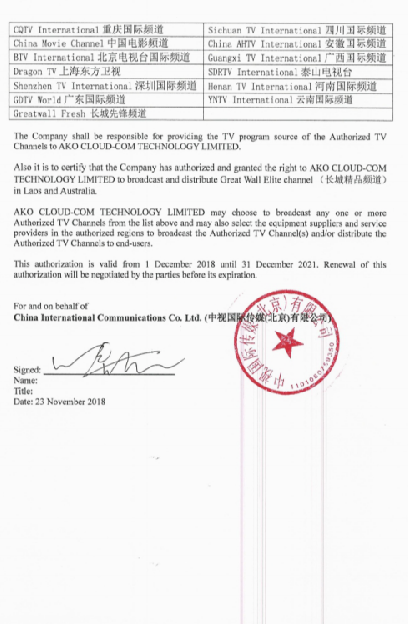 CQTV International 重庆国际频道 Sichuan TV International 四川国际频道
China Movie Channel 中国电影频道 China AHTV International 安徽国际频道
BTV International 北京电视台国际频道 Guangxi TV International 广西国际频道
Dragon TV 上海东方卫视 SDETV International 泰山电视台
Shenzhen TV International 深圳国际频道 Henan TV International 河南国际频道
GDTV World 广东国际频道 YNTV International 云南国际频道
Greatwall Fresh 长城先锋频道
The Company shall be responsible for providing the TV program source of the Authorized TV
Channels to AKO CLOUD-COM TECHNOLOGY LIMITED.
Also it is to certify that the Company has authorized and granted the right to AKO CLOUD-COM
TECHNOLOGY LIMITED to broadcast and distribute Great Wall Elite channel （长城精品频道）
in Laos and Australia.
AKO CLOUD-COM TECHNOLOGY LIMITED may choose to broadcast any one or more
Authorized TV Channels from the list above and may also select the equipment suppliers and service
providers in the authorized regions to broadcast the Authorized TV Channel(s) and/or distribute the
Authorized TV Channels to end-users.
This authorization is valid from 1 December 2018 until 31 December 2021. Renewal of this
authorization will be negotiated by the parties before its expiration.
For and on behalf of
China International Communications Co. Ltd. (中视国际传媒(北京)有限公司)
中视国际传媒(北京)有限公司
Signed:
Name:
Title:
Date: 23 November 2018